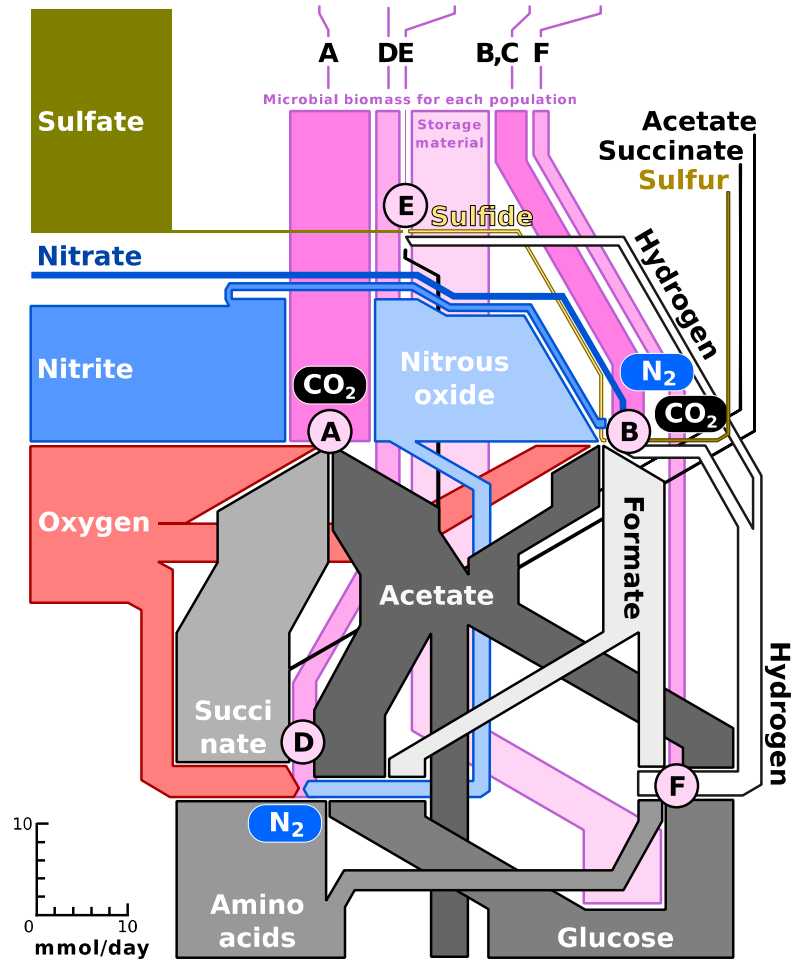 A DE B,C F
Microbial biomass for each population
Storage
material
Sulfate
Acetate
Succinate
Sulfur
E
Sulfide
Nitrate
Hydrogen
Nitrite
Nitrous
oxide
CO2
N2
CO2
A
B
Oxygen
Formate
Acetate
Succi
nate
D
Hydrogen
F
N2
10
0
10
mmol/day
Amino
acids
Glucose